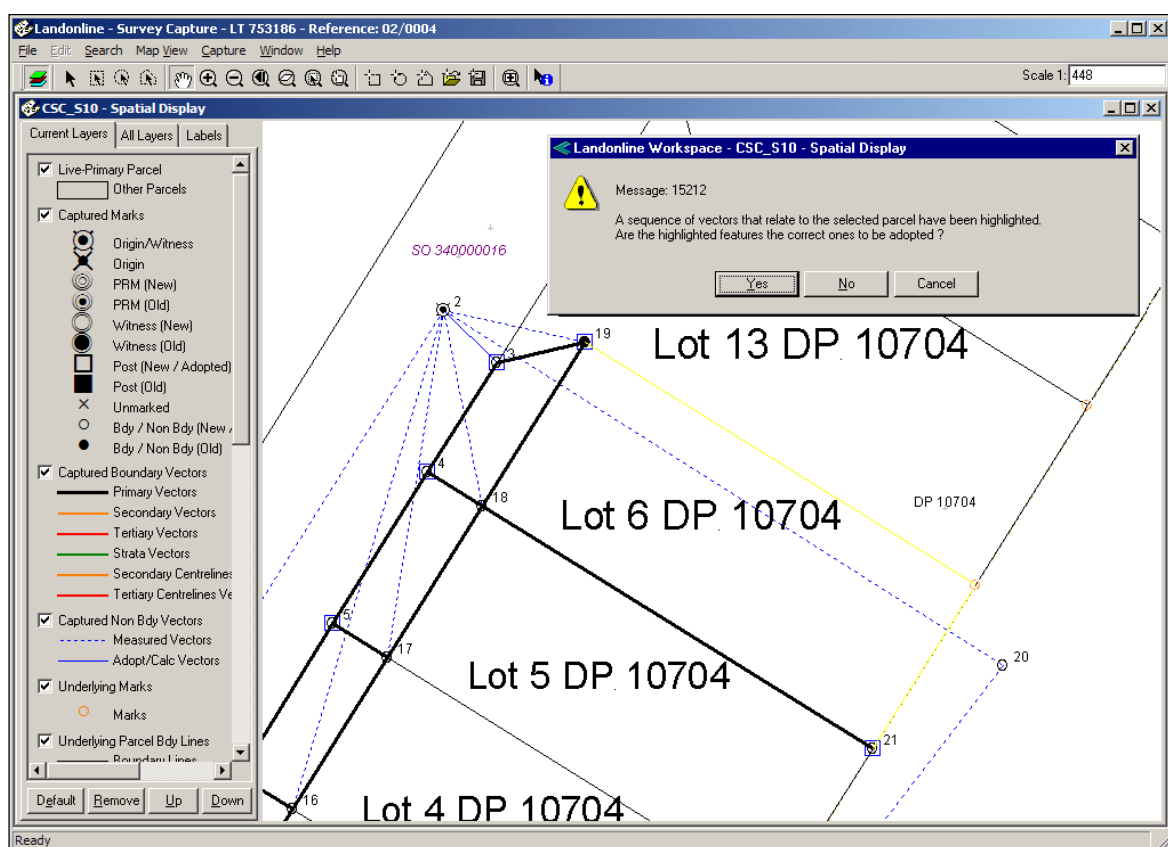 Landonline - Survey Capture - LT 753186 - Reference: 02/0004
File Edit Search Map View Capture Window Help
Scale 1: 448
CSC_S10 - Spatial Display
Current Layers All Layers Labels
Live-Primary Parcel
Other Parcels
Captured Marks
Origin/Witness
Origin
PRM (New)
PRM (Old)
Witness (New)
Witness (Old)
Post (New / Adopted)
Post (Old)
Unmarked
Bdy / Non Bdy (New /
Bdy / Non Bdy (Old)
Captured Boundary Vectors
Primary Vectors
Secondary Vectors
Tertiary Vectors
Strata Vectors
Secondary Centrelines
Tertiary Centrelines Ve
Captured Non Bdy Vectors
Measured Vectors
Adopt/Calc Vectors
Underlying Marks
Marks
Underlying Parcel Bdy Lines
Boundary Lines
Default Remove Up Down
Landonline Workspace - CSC_S10 - Spatial Display
Message: 15212
A sequence of vectors that relate to the selected parcel have been highlighted.
Are the highlighted features the correct ones to be adopted ?
Yes No Cancel
SO 340000016
2
19
3
Lot 13 DP 10704
4
18
Lot 6 DP 10704
DP 10704
5
17
20
Lot 5 DP 10704
21
16
Lot 4 DP 10704
Ready